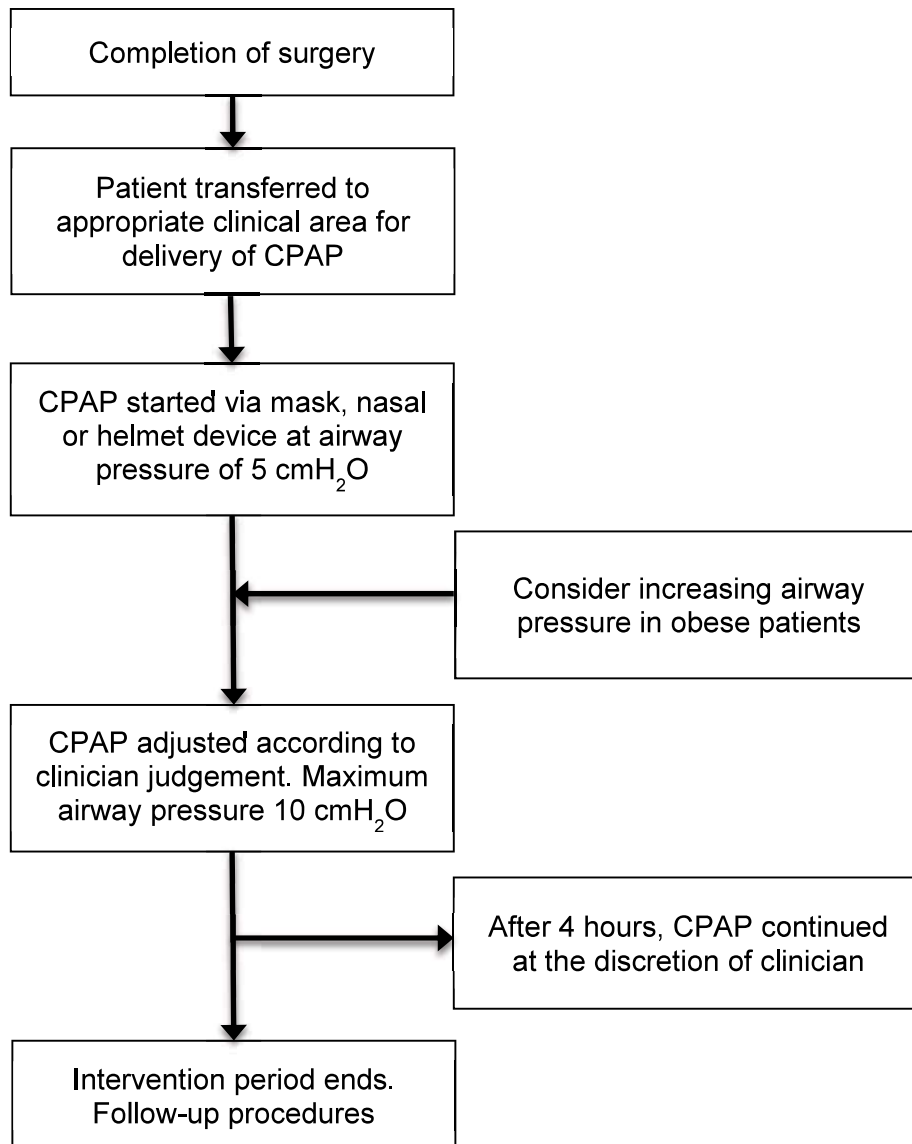 Completion of surgery
Patient transferred to
appropriate clinical area for
delivery of CPAP
CPAP started via mask, nasal
or helmet device at airway
pressure of 5 cmH₂O
Consider increasing airway
pressure in obese patients
CPAP adjusted according to
clinician judgement. Maximum
airway pressure 10 cmH₂O
After 4 hours, CPAP continued
at the discretion of clinician
Intervention period ends.
Follow-up procedures